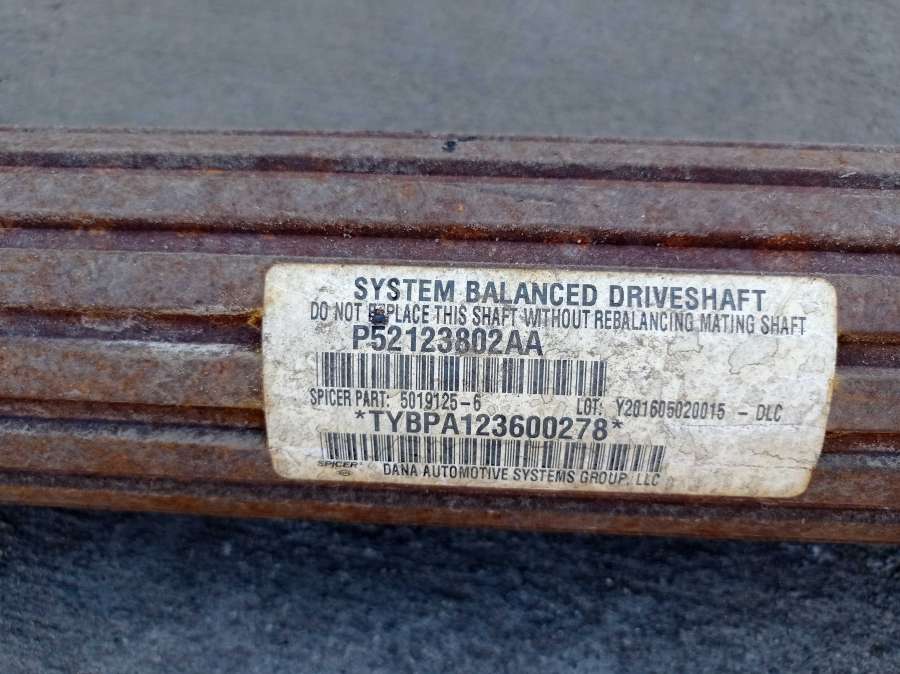 SYSTEM BALANCED DRIVESHAFT
DO NOT REPLACE THIS SHAFT WITHOUT REBALANCING MATING SHAFT
P52123802AA
SPICER PART: 5019125-6 LOT: Y201605020015 - DLC
*TYBPA123600278*
SPICER
DANA AUTOMOTIVE SYSTEMS GROUP, LLC